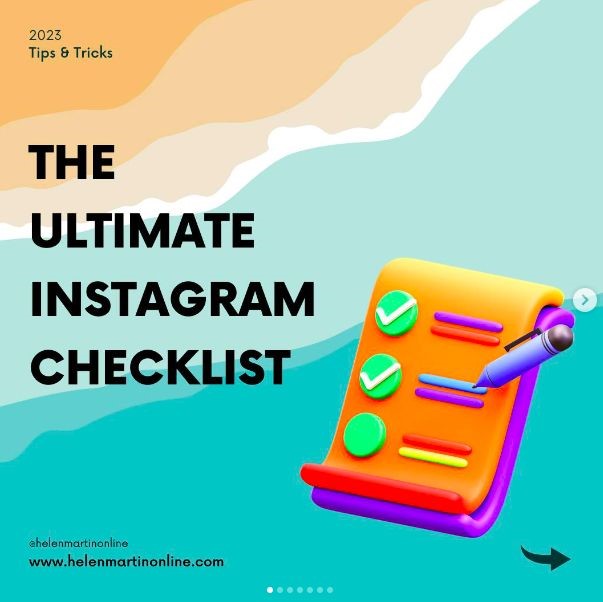 2023
Tips & Tricks
THE
ULTIMATE
INSTAGRAM
CHECKLIST
@helenmartinonline
www.helenmartinonline.com